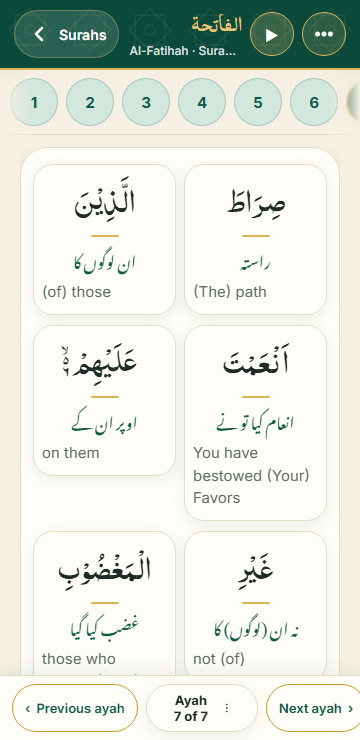 Surahs
الفاتحة
Al-Fatihah · Sura...
1 2 3 4 5 6
صِرَاطَ
راستہ
(The) path
الَّذِيْنَ
ان لوگوں کا
(of) those
اَنْعَمْتَ
انعام کیا تو نے
You have
bestowed (Your)
Favors
عَلَيْهِمْ ۙ
اوپر ان کے
on them
غَيْرِ
نہ ان (لوگوں) کا
not (of)
الْمَغْضُوْبِ
غضب کیا گیا
those who
‹ Previous ayah
Ayah
7 of 7
Next ayah ›